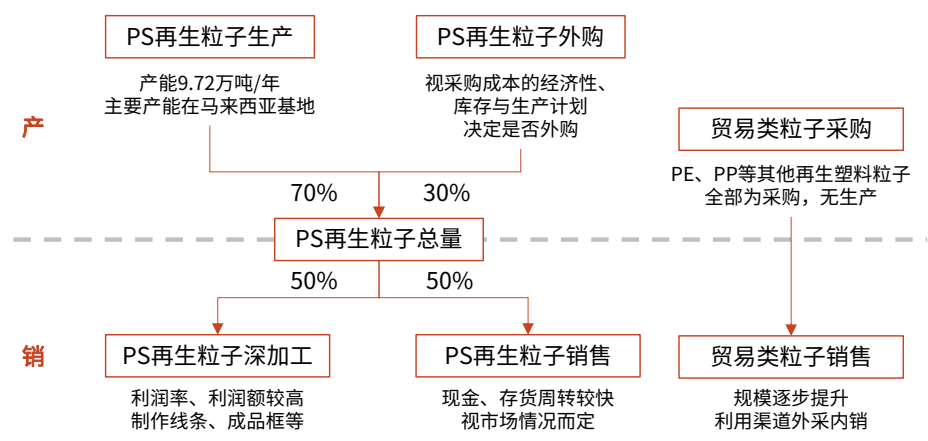 PS再生粒子生产
PS再生粒子外购
产能9.72万吨/年
主要产能在马来西亚基地
视采购成本的经济性、
库存与生产计划
决定是否外购
产
贸易类粒子采购
PE、PP等其他再生塑料粒子
全部为采购，无生产
70%
30%
PS再生粒子总量
50%
50%
销
PS再生粒子深加工
PS再生粒子销售
贸易类粒子销售
利润率、利润额较高
制作线条、成品框等
现金、存货周转较快
视市场情况而定
规模逐步提升
利用渠道外采内销